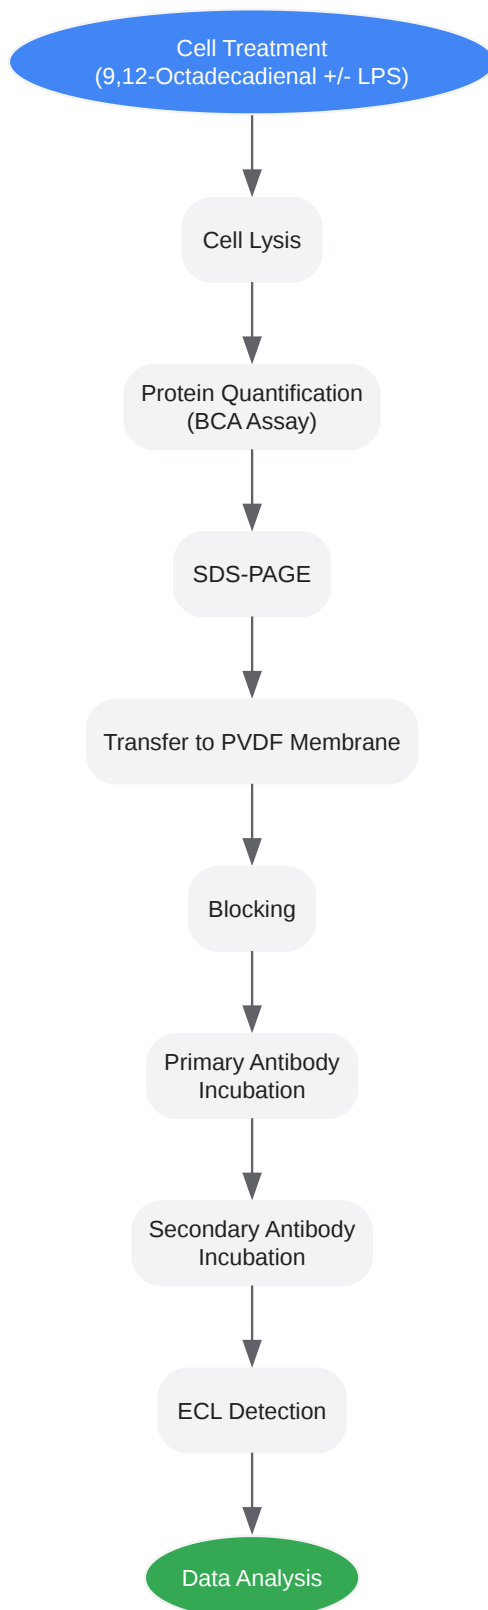 Cell Treatment
(9,12-Octadecadienal +/- LPS)
Cell Lysis
Protein Quantification
(BCA Assay)
SDS-PAGE
Transfer to PVDF Membrane
Blocking
Primary Antibody
Incubation
Secondary Antibody
Incubation
ECL Detection
Data Analysis